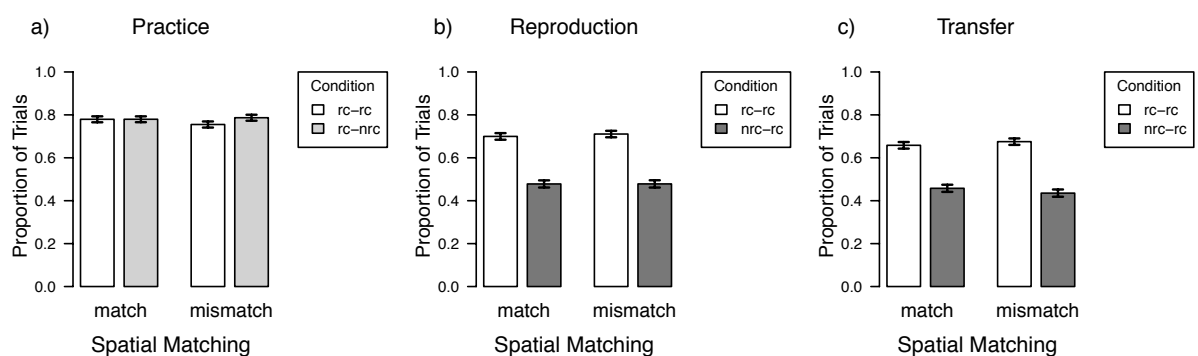 a) Practice
1.0
0.8
0.6
0.4
0.2
0.0
Proportion of Trials
match mismatch
Spatial Matching
Condition
rc−rc
rc−nrc
b) Reproduction
1.0
0.8
0.6
0.4
0.2
0.0
Proportion of Trials
match mismatch
Spatial Matching
Condition
rc−rc
nrc−rc
c) Transfer
1.0
0.8
0.6
0.4
0.2
0.0
Proportion of Trials
match mismatch
Spatial Matching
Condition
rc−rc
nrc−rc